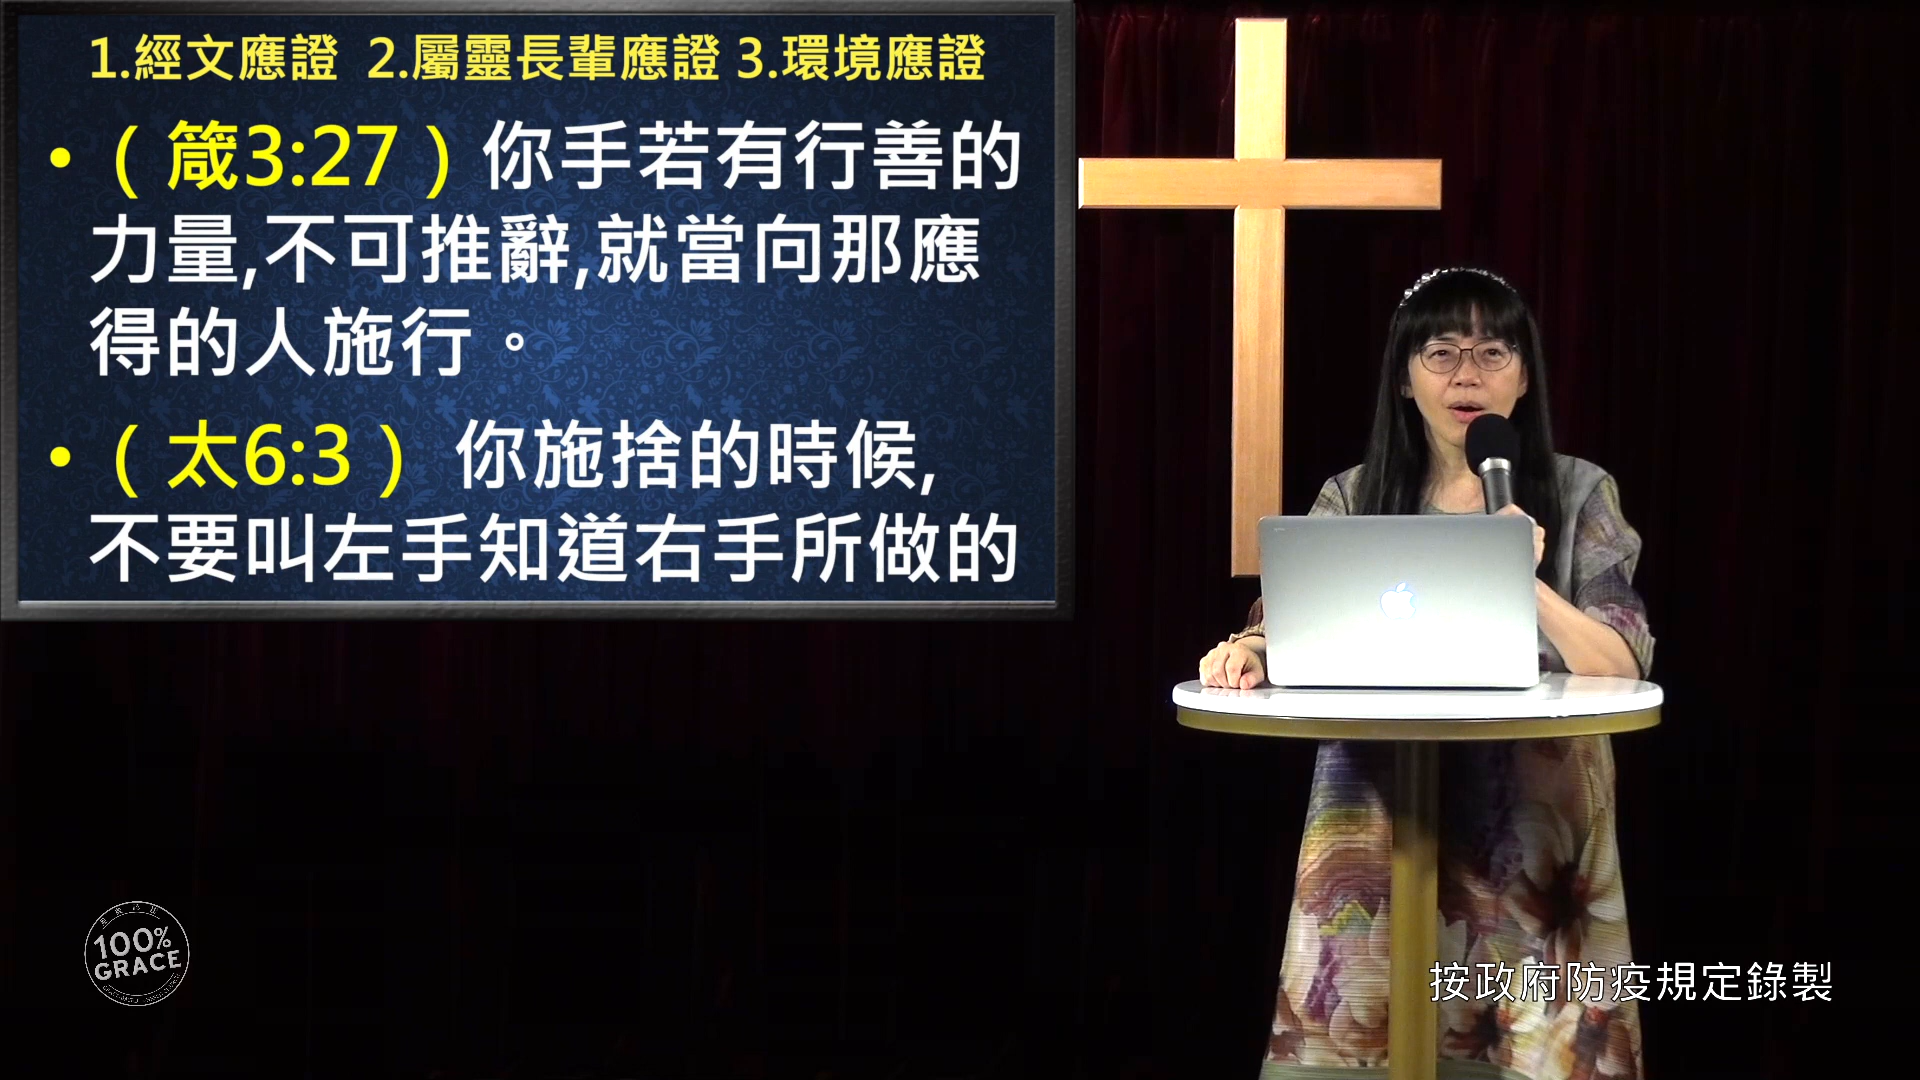 1.經文應證 2.屬靈長輩應證 3.環境應證
•（箴3:27）你手若有行善的
力量,不可推辭,就當向那應
得的人施行。
•（太6:3） 你施捨的時候,
不要叫左手知道右手所做的
100%
GRACE
按政府防疫規定錄製